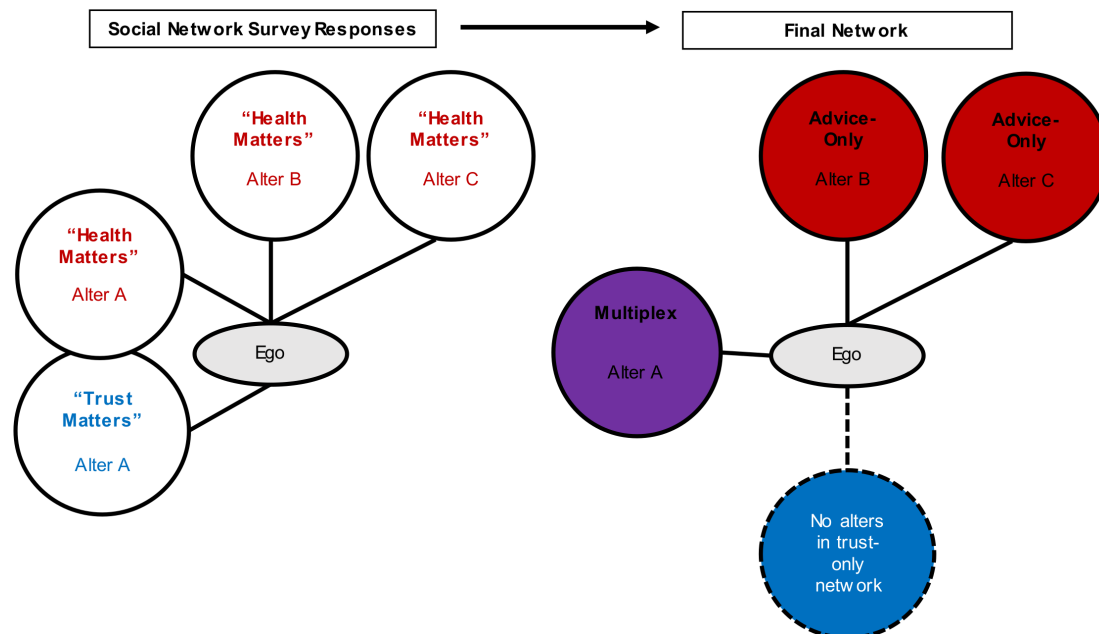 Social Network Survey Responses
Final Network
“Health
Matters”
Alter B
“Health
Matters”
Alter C
“Health
Matters”
Alter A
Ego
“Trust
Matters”
Alter A
Advice-
Only
Alter B
Advice-
Only
Alter C
Multiplex
Alter A
Ego
No alters
in trust-
only
network